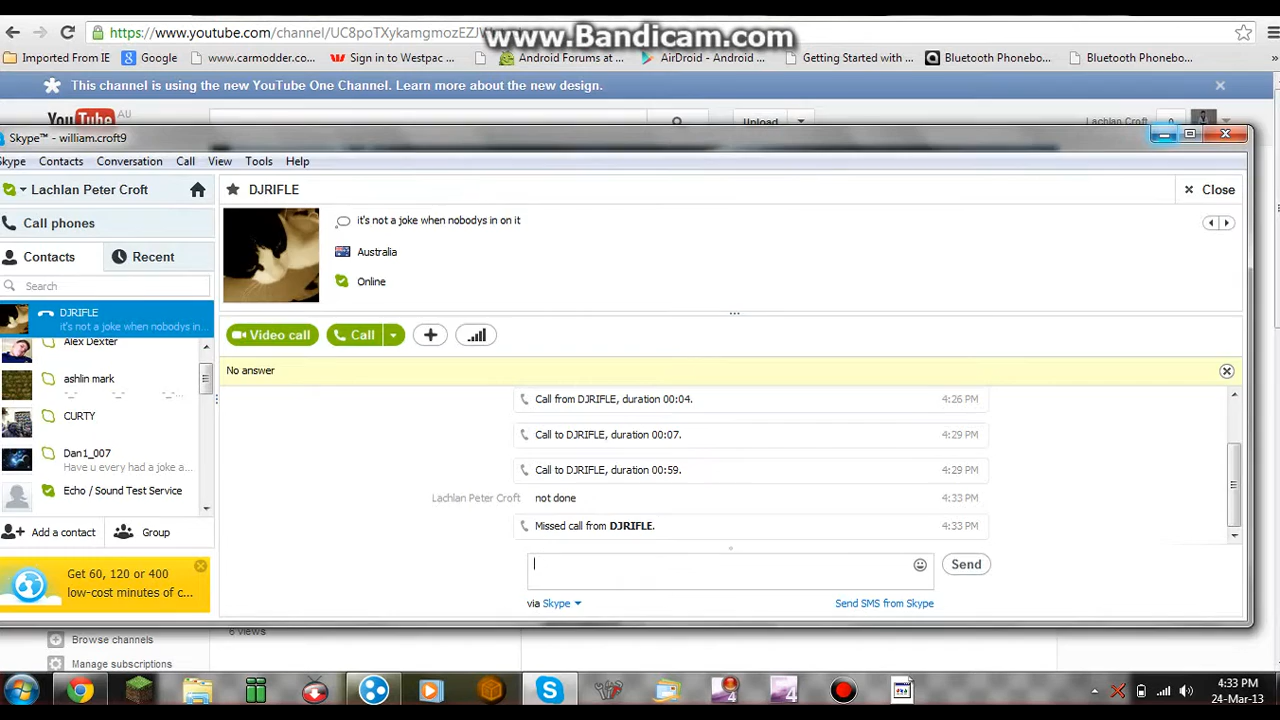 www.Bandicam.com
https://www.youtube.com/channel/UC8poTXykamgmozEZJ
Imported From IE Google www.carmodder.co... Sign in to Westpac Android Forums at ... AirDroid - Android ... Getting Started with ... Bluetooth Phonebo... Bluetooth Phonebo... »
This channel is using the new YouTube One Channel. Learn more about the new design.
YouTube AU Upload Lachlan Croft 0
Skype™ - william.croft9
Skype Contacts Conversation Call View Tools Help
Lachlan Peter Croft
DJRIFLE
Close
Call phones
it's not a joke when nobodys in on it
Australia
Contacts Recent
Online
Search
DJRIFLE
it's not a joke when nobodys in...
Video call Call
Alex Dexter
No answer
ashlin mark
Call from DJRIFLE, duration 00:04. 4:26 PM
CURTY
Call to DJRIFLE, duration 00:07. 4:29 PM
Dan1_007
Have u every had a joke a...
Call to DJRIFLE, duration 00:59. 4:29 PM
Echo / Sound Test Service
Lachlan Peter Croft not done 4:33 PM
Missed call from DJRIFLE. 4:33 PM
Add a contact Group
Send
Get 60, 120 or 400
low-cost minutes of c...
via Skype Send SMS from Skype
6 views
Browse channels
Manage subscriptions
4:33 PM
24-Mar-13